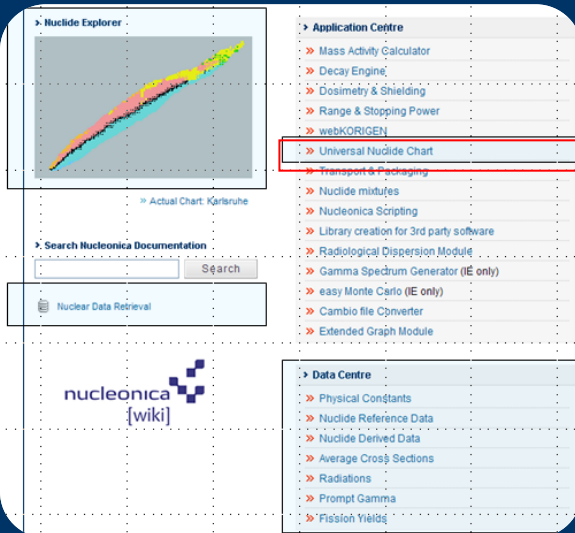 Nuclide Explorer
» Actual Chart: Karlsruhe
Search Nucleonica Documentation
Search
Nuclear Data Retrieval
nucleonica
[wiki]
Application Centre
» Mass Activity Calculator
» Decay Engine
» Dosimetry & Shielding
» Range & Stopping Power
» webKORIGEN
» Universal Nuclide Chart
» Transport & Packaging
» Nuclide mixtures
» Nucleonica Scripting
» Library creation for 3rd party software
» Radiological Dispersion Module
» Gamma Spectrum Generator (IE only)
» easy Monte Carlo (IE only)
» Cambio file Converter
» Extended Graph Module
Data Centre
» Physical Constants
» Nuclide Reference Data
» Nuclide Derived Data
» Average Cross Sections
» Radiations
» Prompt Gamma
» Fission Yields